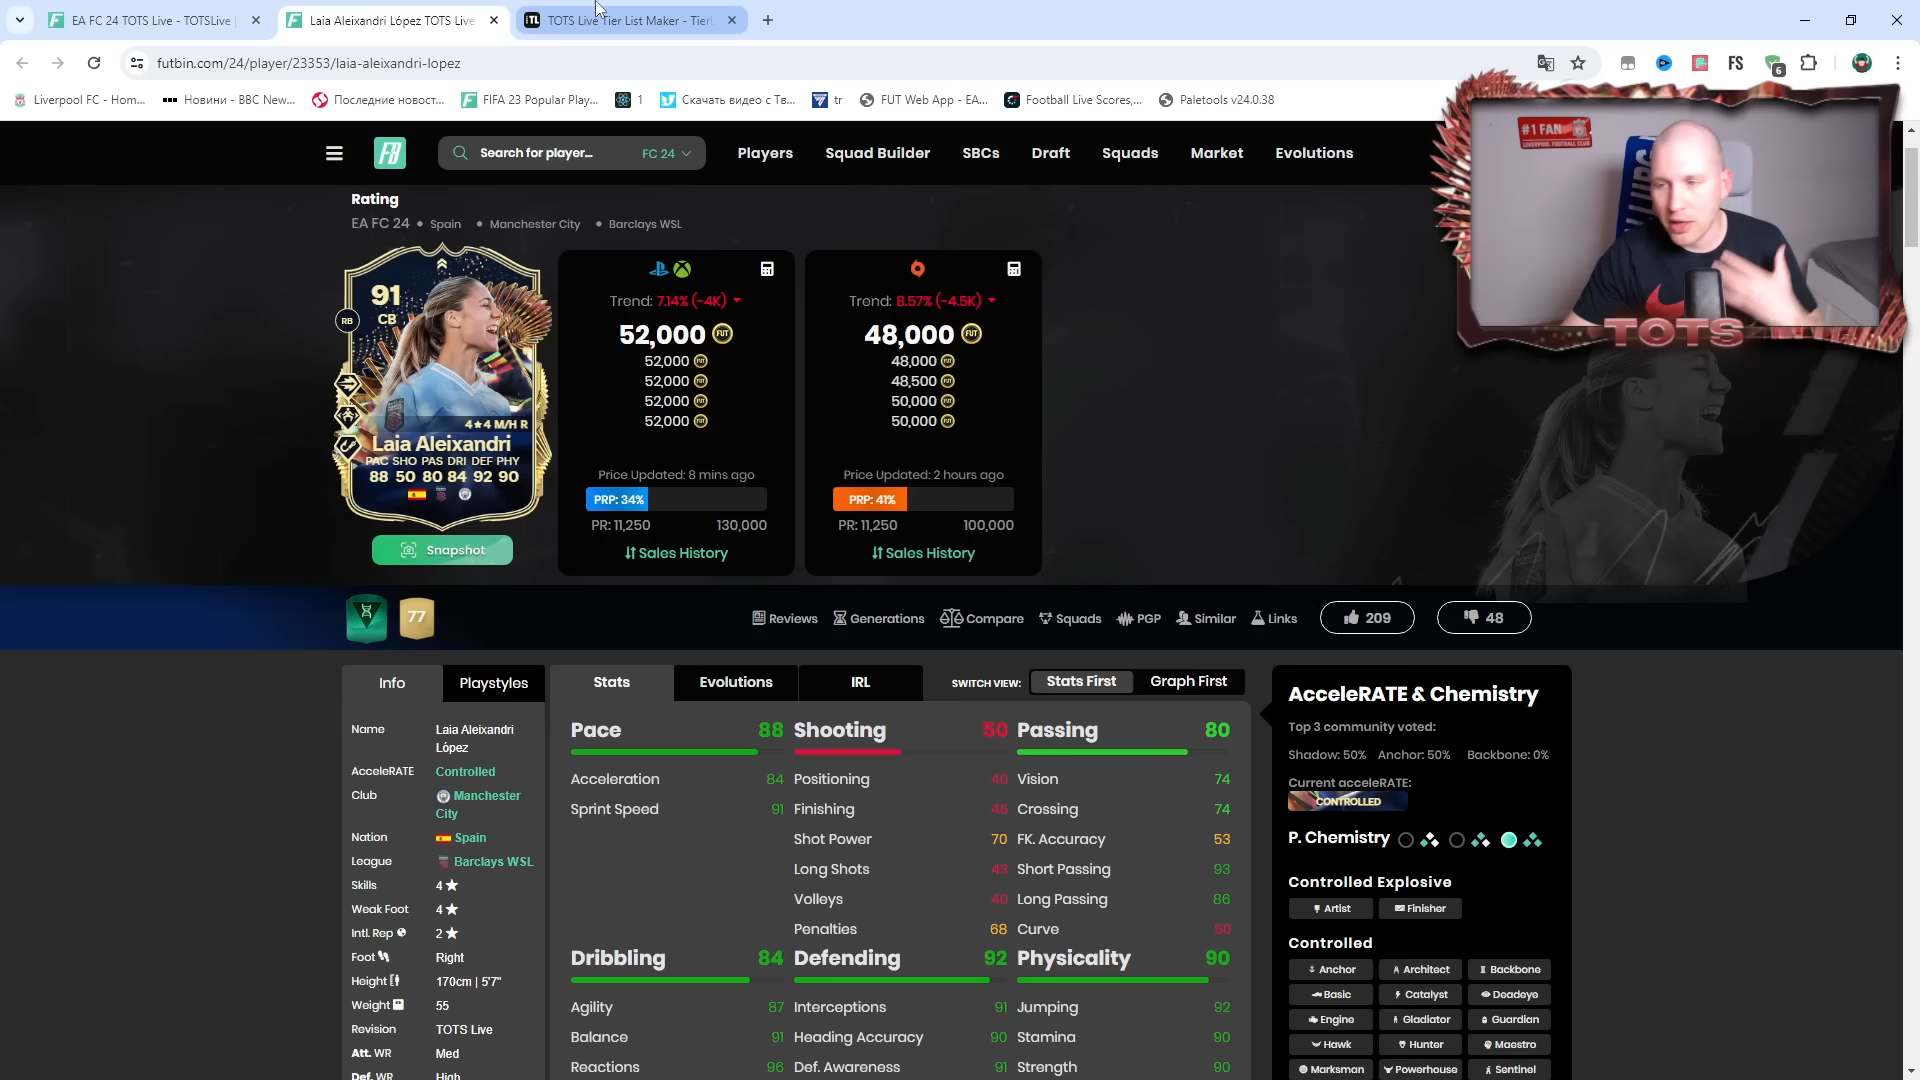 EA FC 24 TOTS Live - TOTSLive
Laia Aleixandri López TOTS Live
TOTS Live Tier List Maker - Tier
futbin.com/24/player/23353/laia-aleixandri-lopez
Liverpool FC - Hom...
Новини - BBC New...
Последние новост...
FIFA 23 Popular Play...
1
Скачать видео с Тв...
tr
FUT Web App - EA...
Football Live Scores,...
Paletools v24.0.38
FS
6
#1 FAN
LIVERPOOL FOOTBALL CLUB
TOTS
FB
Search for player...
FC 24
Players
Squad Builder
SBCs
Draft
Squads
Market
Evolutions
Rating
EA FC 24 • Spain • Manchester City • Barclays WSL
91
CB
RB
4★4 M/H R
Laia Aleixandri
PAC SHO PAS DRI DEF PHY
88 50 80 84 92 90
Snapshot
Trend: 7.14% (-4K)
52,000
52,000
52,000
52,000
52,000
Price Updated: 8 mins ago
PRP: 34%
PR: 11,250 130,000
Sales History
Trend: 8.57% (-4.5K)
48,000
48,000
48,500
50,000
50,000
Price Updated: 2 hours ago
PRP: 41%
PR: 11,250 100,000
Sales History
77
Reviews
Generations
Compare
Squads
PGP
Similar
Links
209
48
Info
Playstyles
Name Laia Aleixandri
López
AcceleRATE Controlled
Club Manchester
City
Nation Spain
League Barclays WSL
Skills 4 ★
Weak Foot 4 ★
Intl. Rep 2 ★
Foot Right
Height 170cm | 5'7"
Weight 55
Revision TOTS Live
Att. WR Med
Def. WR High
Stats
Evolutions
IRL
SWITCH VIEW:
Stats First
Graph First
Pace 88
Acceleration 84
Sprint Speed 91
Shooting 50
Positioning 40
Finishing 45
Shot Power 70
Long Shots 43
Volleys 40
Penalties 68
Passing 80
Vision 74
Crossing 74
FK. Accuracy 53
Short Passing 93
Long Passing 86
Curve 50
Dribbling 84
Agility 87
Balance 91
Reactions 96
Defending 92
Interceptions 91
Heading Accuracy 90
Def. Awareness 91
Physicality 90
Jumping 92
Stamina 90
Strength 90
AcceleRATE & Chemistry
Top 3 community voted:
Shadow: 50% Anchor: 50% Backbone: 0%
Current acceleRATE:
CONTROLLED
P. Chemistry
Controlled Explosive
Artist
Finisher
Controlled
Anchor
Architect
Backbone
Basic
Catalyst
Deadeye
Engine
Gladiator
Guardian
Hawk
Hunter
Maestro
Marksman
Powerhouse
Sentinel